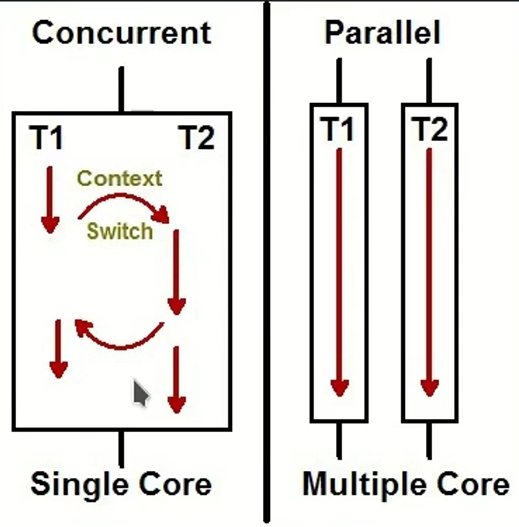 Concurrent
T1 T2
Context
Switch
Single Core
Parallel
T1 T2
Multiple Core